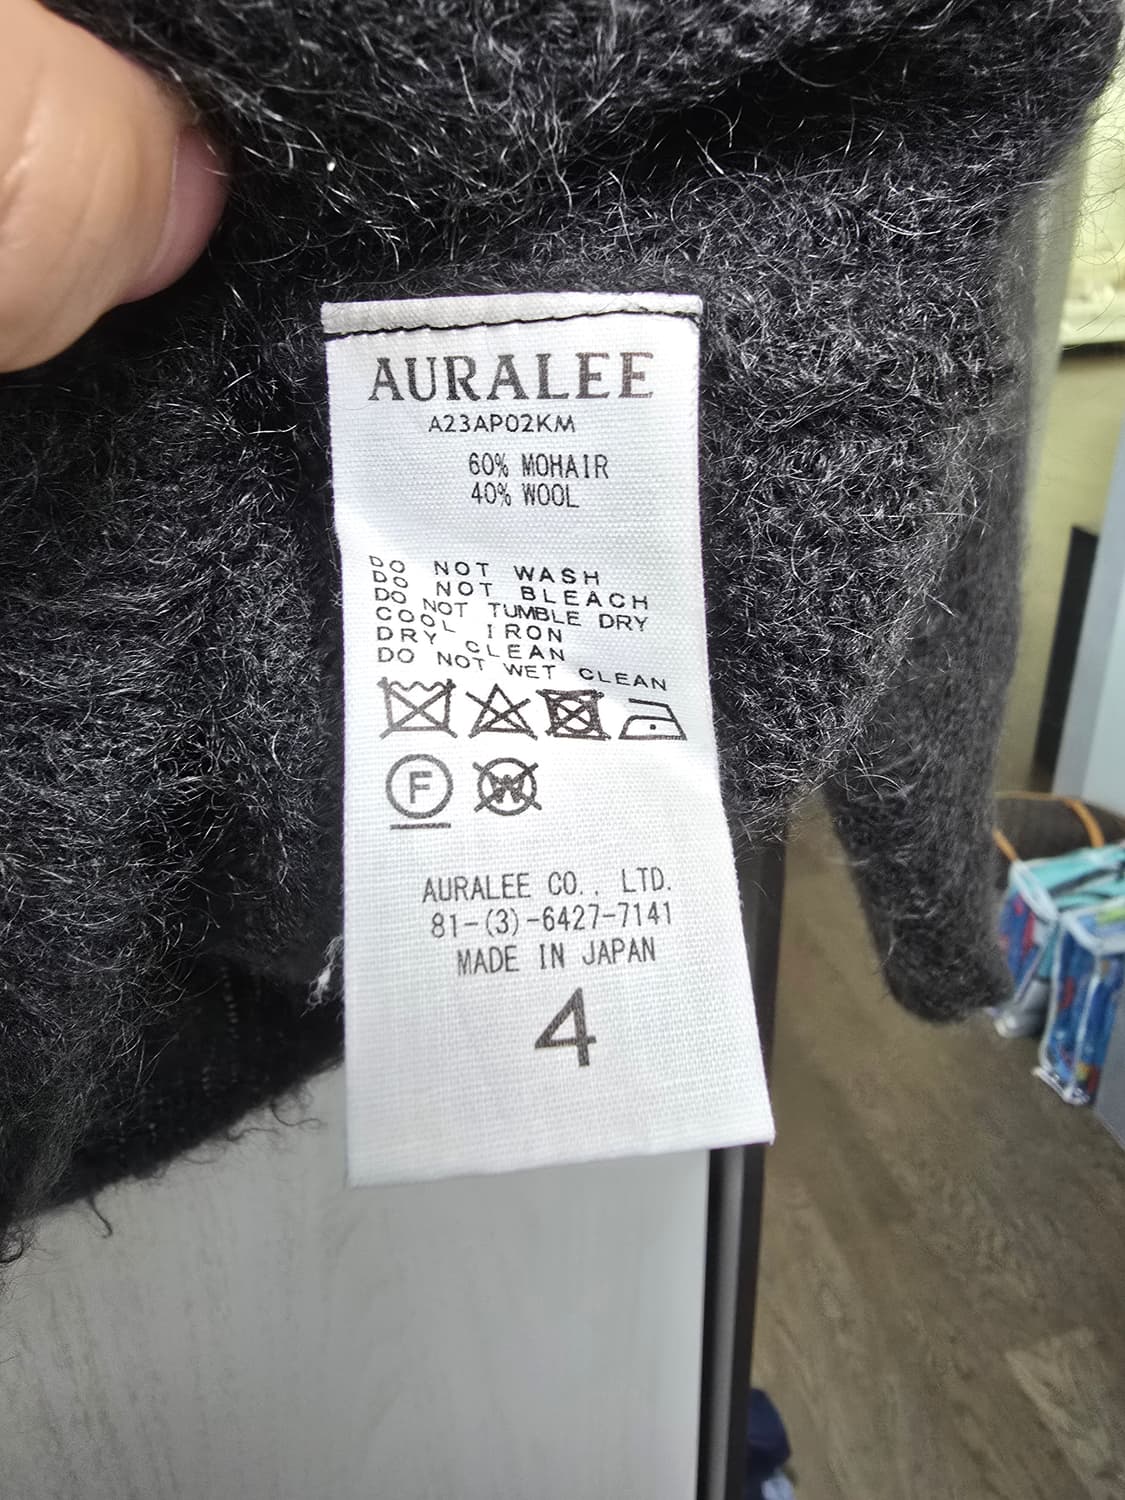 AURALEE
A23AP02KM
60% MOHAIR
40% WOOL
DO NOT WASH
DO NOT BLEACH
DO NOT TUMBLE DRY
COOL IRON
DRY CLEAN
DO NOT WET CLEAN
F W
AURALEE CO., LTD.
81-(3)-6427-7141
MADE IN JAPAN
4